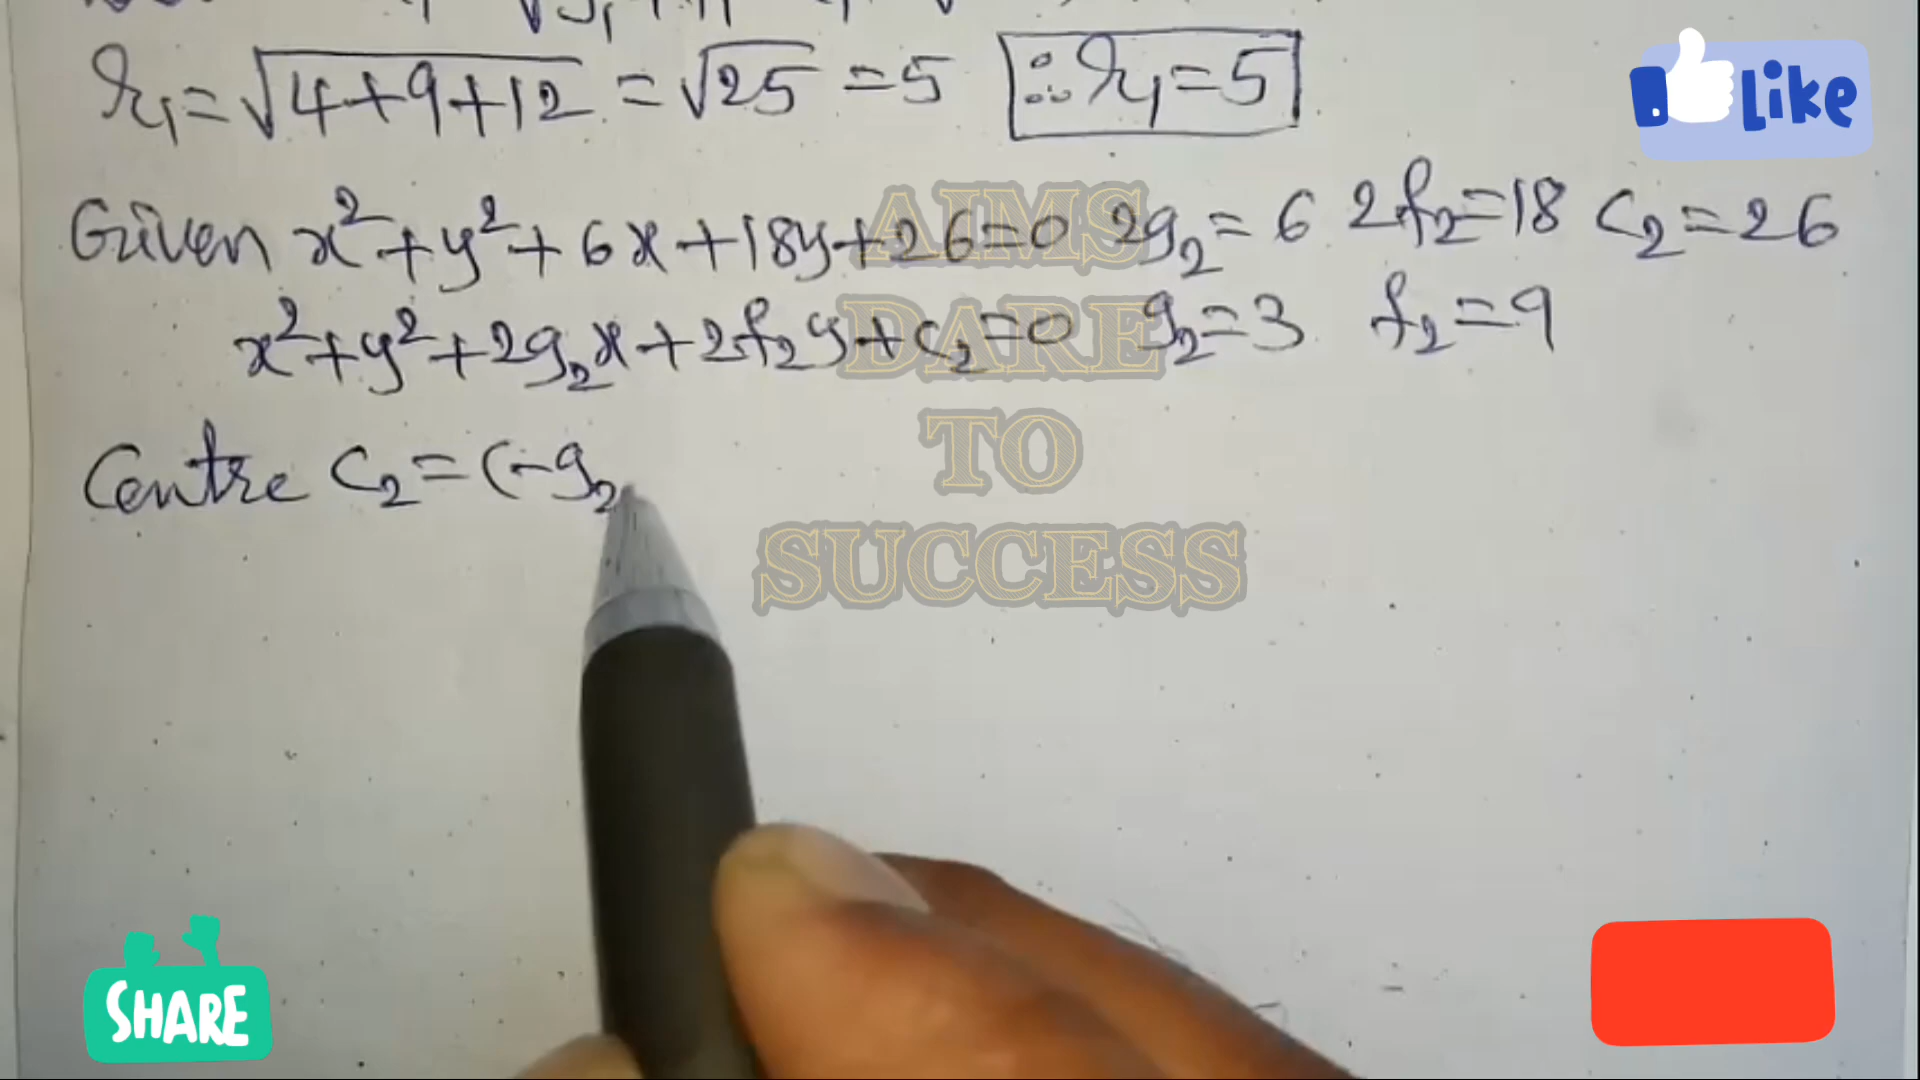 r₁ = √4+9+12 = √25 = 5 ∴ r₁ = 5
Like
Given x²+y²+6x+18y+26=0 2g₂=6 2f₂=18 c₂=26
x²+y²+2g₂x+2f₂y+c₂=0 g₂=3 f₂=9
Centre C₂=(-g₂
AIMS
DARE
TO
SUCCESS
SHARE